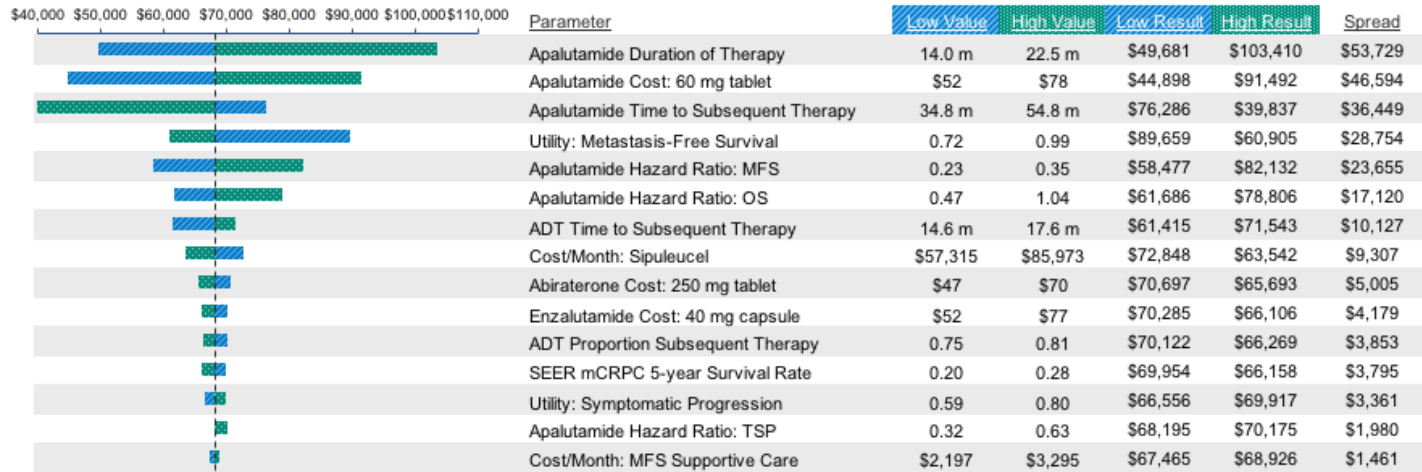 $40,000 $50,000 $60,000 $70,000 $80,000 $90,000 $100,000 $110,000
Parameter Low Value High Value Low Result High Result Spread
Apalutamide Duration of Therapy 14.0 m 22.5 m $49,681 $103,410 $53,729
Apalutamide Cost: 60 mg tablet $52 $78 $44,898 $91,492 $46,594
Apalutamide Time to Subsequent Therapy 34.8 m 54.8 m $76,286 $39,837 $36,449
Utility: Metastasis-Free Survival 0.72 0.99 $89,659 $60,905 $28,754
Apalutamide Hazard Ratio: MFS 0.23 0.35 $58,477 $82,132 $23,655
Apalutamide Hazard Ratio: OS 0.47 1.04 $61,686 $78,806 $17,120
ADT Time to Subsequent Therapy 14.6 m 17.6 m $61,415 $71,543 $10,127
Cost/Month: Sipuleucel $57,315 $85,973 $72,848 $63,542 $9,307
Abiraterone Cost: 250 mg tablet $47 $70 $70,697 $65,693 $5,005
Enzalutamide Cost: 40 mg capsule $52 $77 $70,285 $66,106 $4,179
ADT Proportion Subsequent Therapy 0.75 0.81 $70,122 $66,269 $3,853
SEER mCRPC 5-year Survival Rate 0.20 0.28 $69,954 $66,158 $3,795
Utility: Symptomatic Progression 0.59 0.80 $66,556 $69,917 $3,361
Apalutamide Hazard Ratio: TSP 0.32 0.63 $68,195 $70,175 $1,980
Cost/Month: MFS Supportive Care $2,197 $3,295 $67,465 $68,926 $1,461